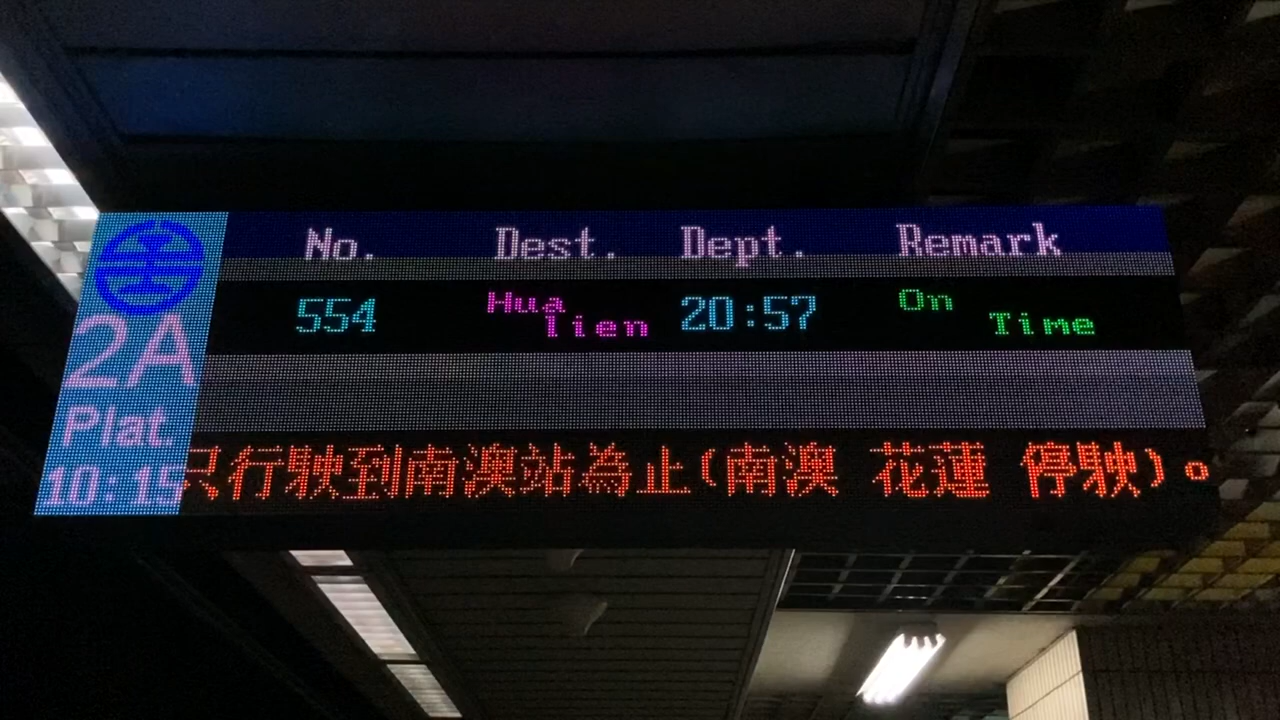 No. Dest. Dept. Remark
554 Hua Tien 20:57 On Time
2A
Plat.
10:15
只行駛到南澳站為止(南澳 花蓮 停駛)。